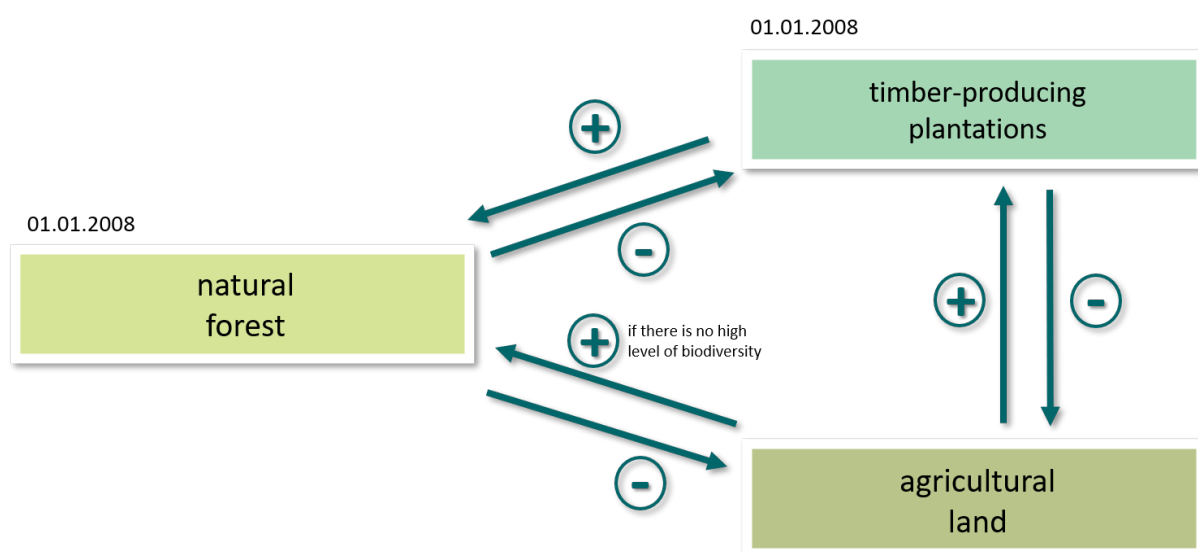 01.01.2008
timber-producing
plantations
+
-
01.01.2008
natural
forest
+
-
+
if there is no high
level of biodiversity
-
agricultural
land